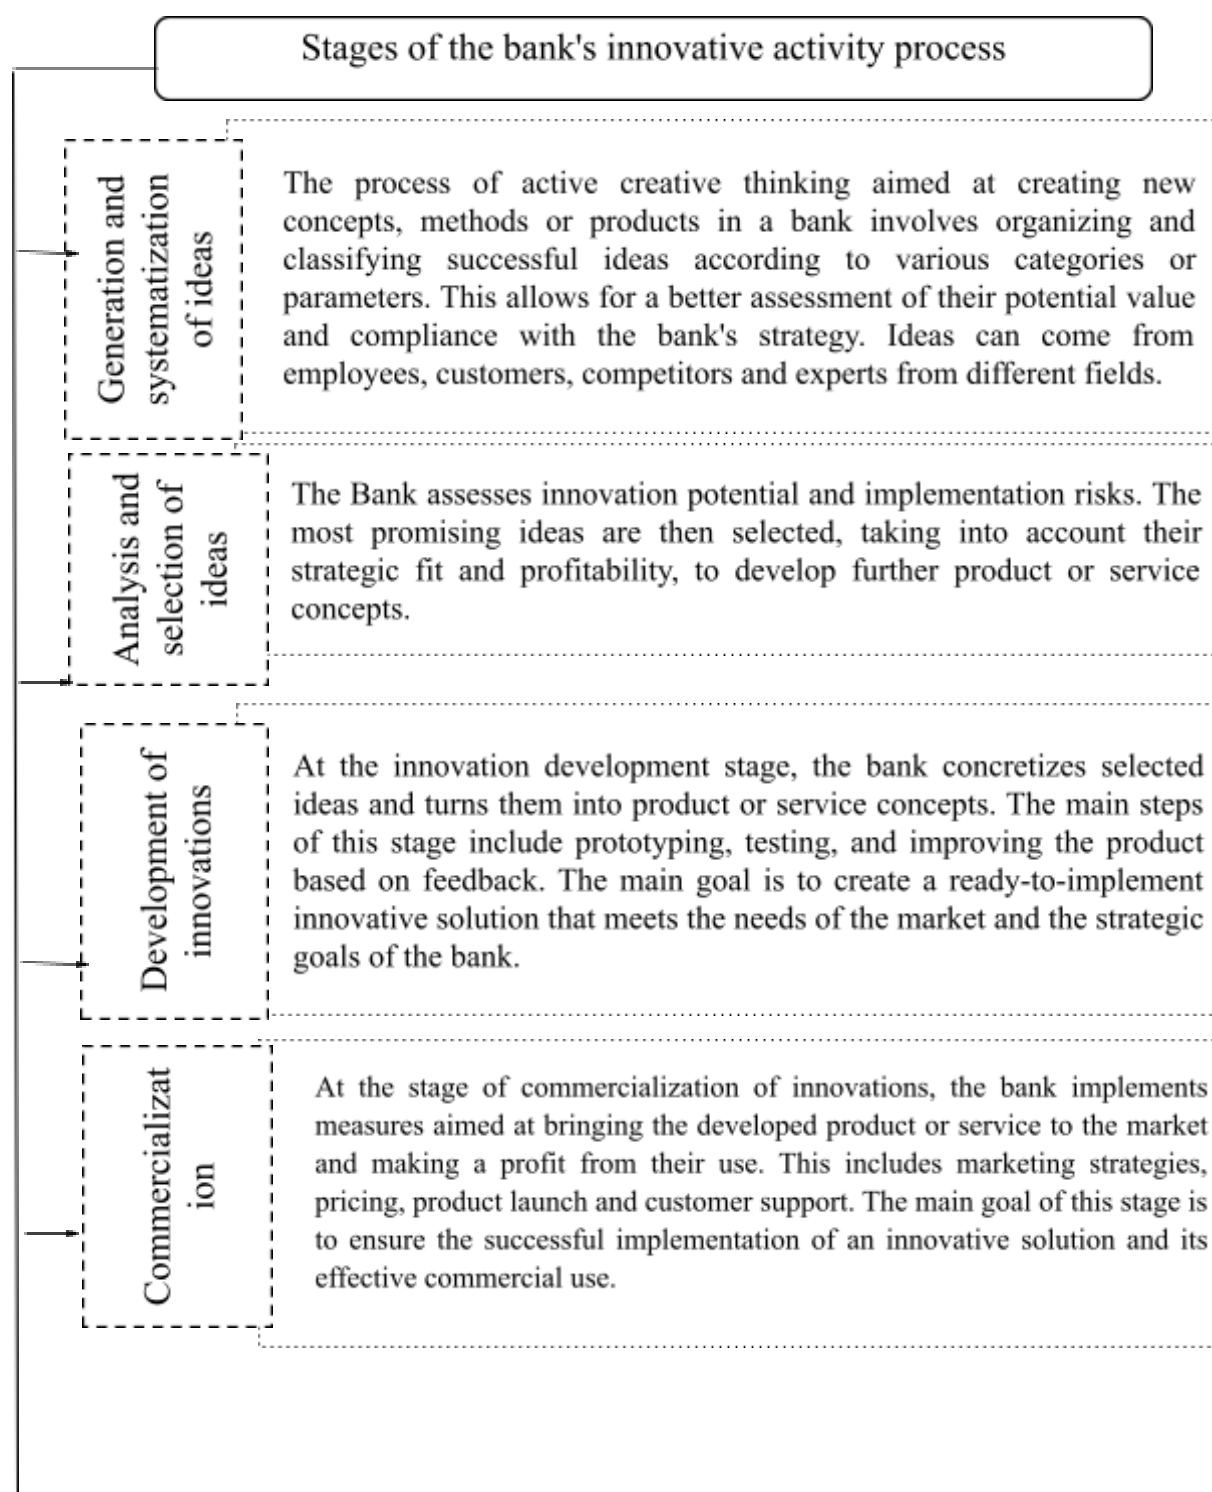 Stages of the bank's innovative activity process
Generation and
systematization
of ideas
The process of active creative thinking aimed at creating new
concepts, methods or products in a bank involves organizing and
classifying successful ideas according to various categories or
parameters. This allows for a better assessment of their potential value
and compliance with the bank's strategy. Ideas can come from
employees, customers, competitors and experts from different fields.
Analysis and
selection of
ideas
The Bank assesses innovation potential and implementation risks. The
most promising ideas are then selected, taking into account their
strategic fit and profitability, to develop further product or service
concepts.
Development of
innovations
At the innovation development stage, the bank concretizes selected
ideas and turns them into product or service concepts. The main steps
of this stage include prototyping, testing, and improving the product
based on feedback. The main goal is to create a ready-to-implement
innovative solution that meets the needs of the market and the strategic
goals of the bank.
Commercializat
ion
At the stage of commercialization of innovations, the bank implements
measures aimed at bringing the developed product or service to the market
and making a profit from their use. This includes marketing strategies,
pricing, product launch and customer support. The main goal of this stage is
to ensure the successful implementation of an innovative solution and its
effective commercial use.